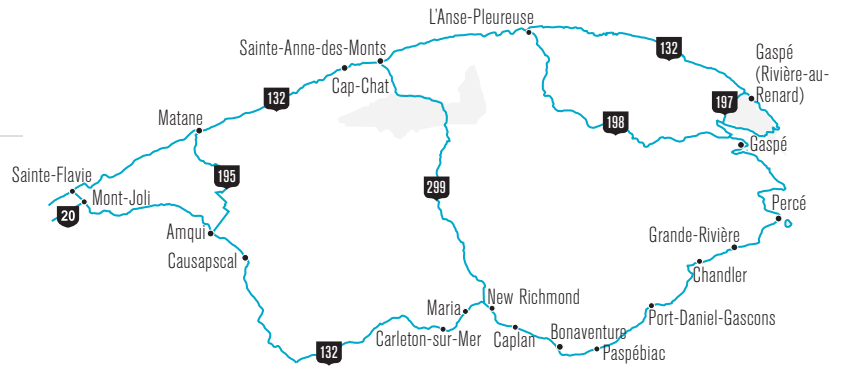 L'Anse-Pleureuse
Sainte-Anne-des-Monts
132
Gaspé
(Rivière-au-
Renard)
Cap-Chat
132
197
Matane
198
Gaspé
Sainte-Flavie
195
299
Mont-Joli
20
Percé
Amqui
Grande-Rivière
Causapscal
Chandler
New Richmond
Maria
Port-Daniel-Gascons
Carleton-sur-Mer
Caplan
Bonaventure
132
Paspébiac